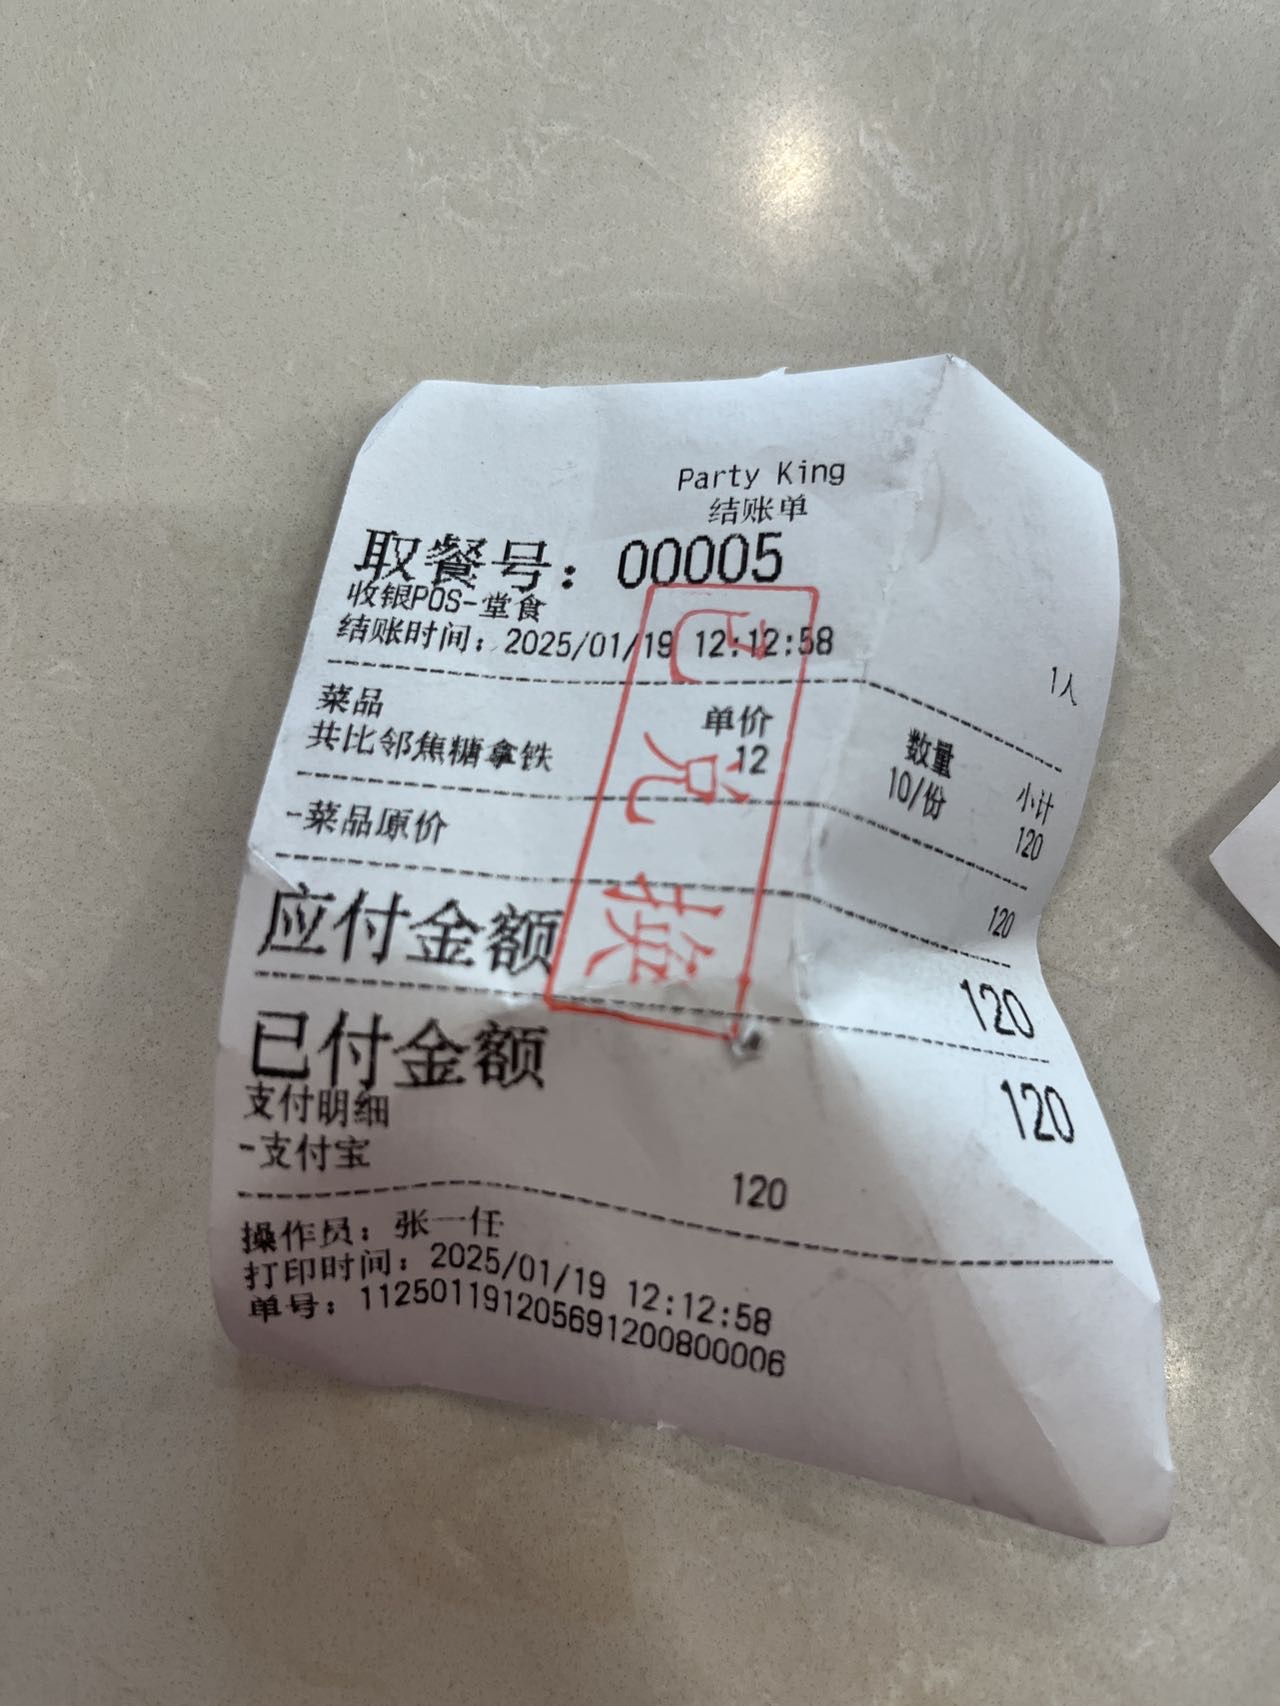 Party King
结账单
取餐号：00005
收银POS-堂食
结账时间：2025/01/19 12:12:58 1人
菜品 单价 数量 小计
共比邻焦糖拿铁 12 10/份 120
-菜品原价 120
应付金额 120
已付金额 120
支付明细
-支付宝 120
操作员：张一任
打印时间：2025/01/19 12:12:58
单号：11250119120569120080​0006
已兑换